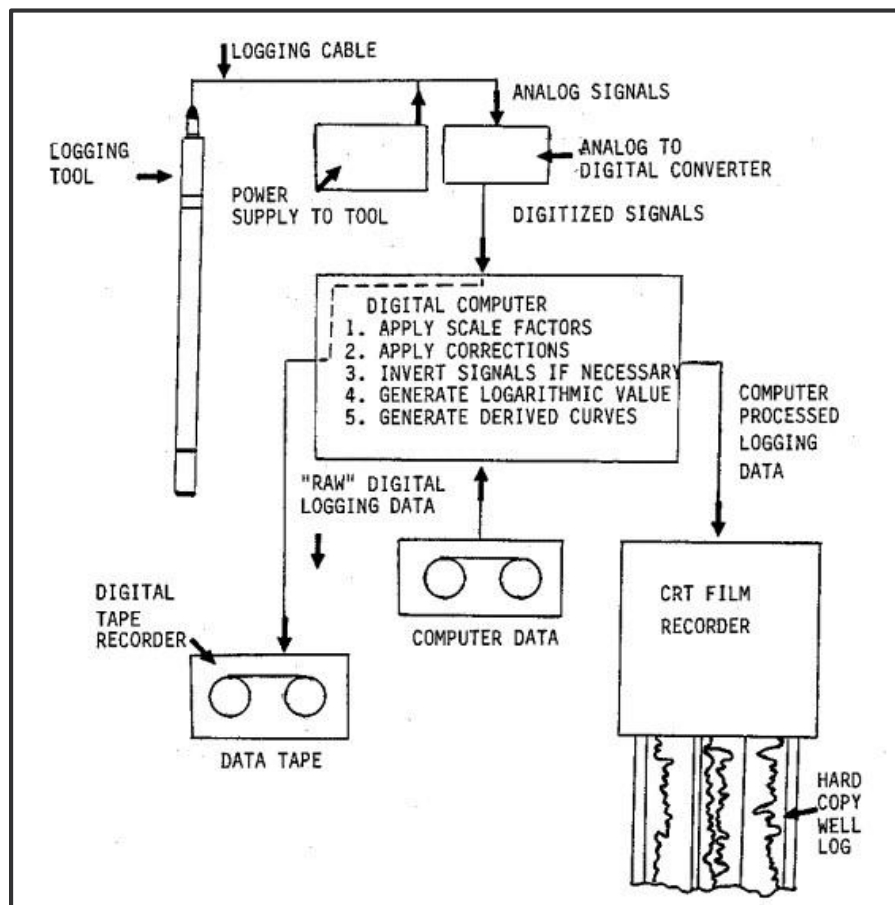 LOGGING CABLE
ANALOG SIGNALS
LOGGING
TOOL
POWER
SUPPLY TO TOOL
ANALOG TO
DIGITAL CONVERTER
DIGITIZED SIGNALS
DIGITAL COMPUTER
1. APPLY SCALE FACTORS
2. APPLY CORRECTIONS
3. INVERT SIGNALS IF NECESSARY
4. GENERATE LOGARITHMIC VALUE
5. GENERATE DERIVED CURVES
COMPUTER
PROCESSED
LOGGING
DATA
"RAW" DIGITAL
LOGGING DATA
DIGITAL
TAPE
RECORDER
COMPUTER DATA
CRT FILM
RECORDER
DATA TAPE
HARD
COPY
WELL
LOG